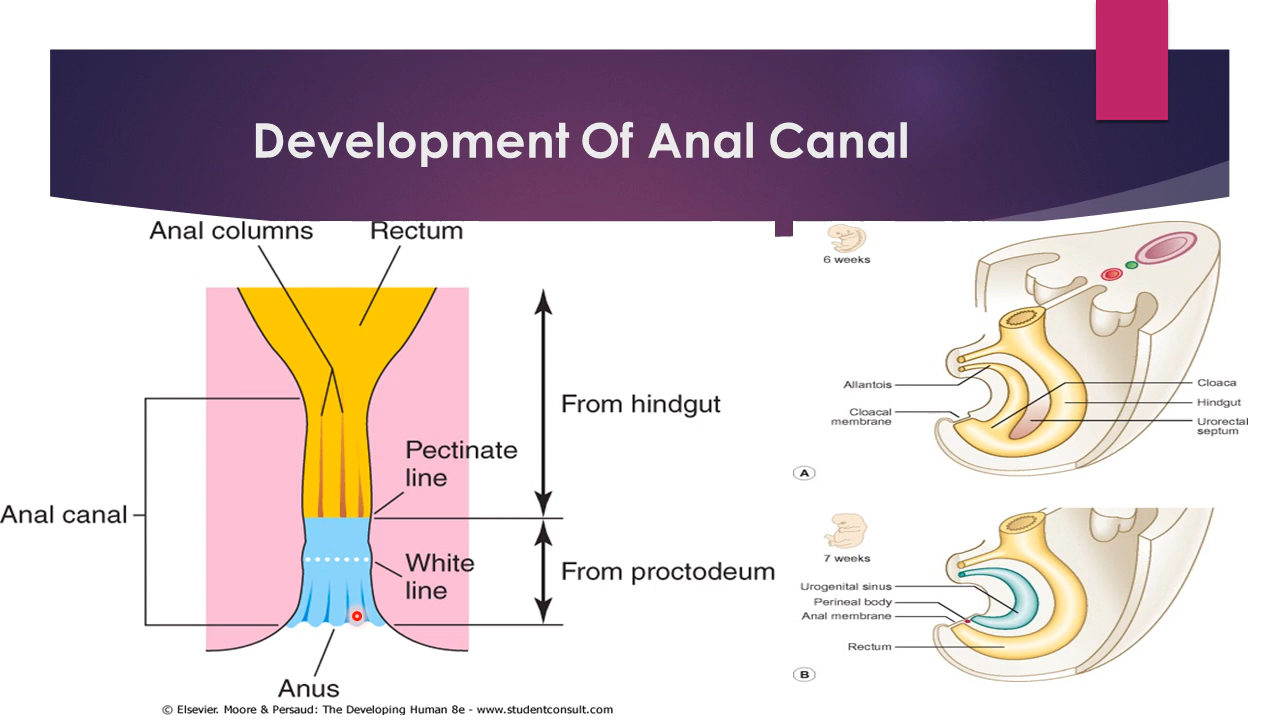 Development Of Anal Canal
Anal columns
Rectum
From hindgut
Pectinate
line
Anal canal
White
line
From proctodeum
Anus
© Elsevier. Moore & Persaud: The Developing Human 8e - www.studentconsult.com
6 weeks
Allantois
Cloacal
membrane
Cloaca
Hindgut
Urorectal
septum
A
7 weeks
Urogenital sinus
Perineal body
Anal membrane
Rectum
B